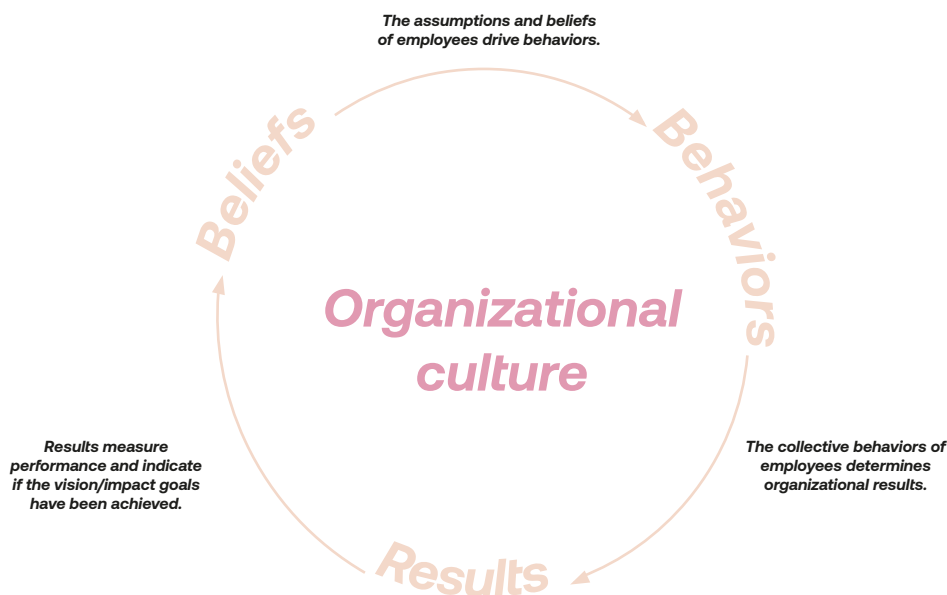 The assumptions and beliefs
of employees drive behaviors.
Beliefs
Behaviors
Organizational
culture
Results measure
performance and indicate
if the vision/impact goals
have been achieved.
The collective behaviors of
employees determines
organizational results.
Results